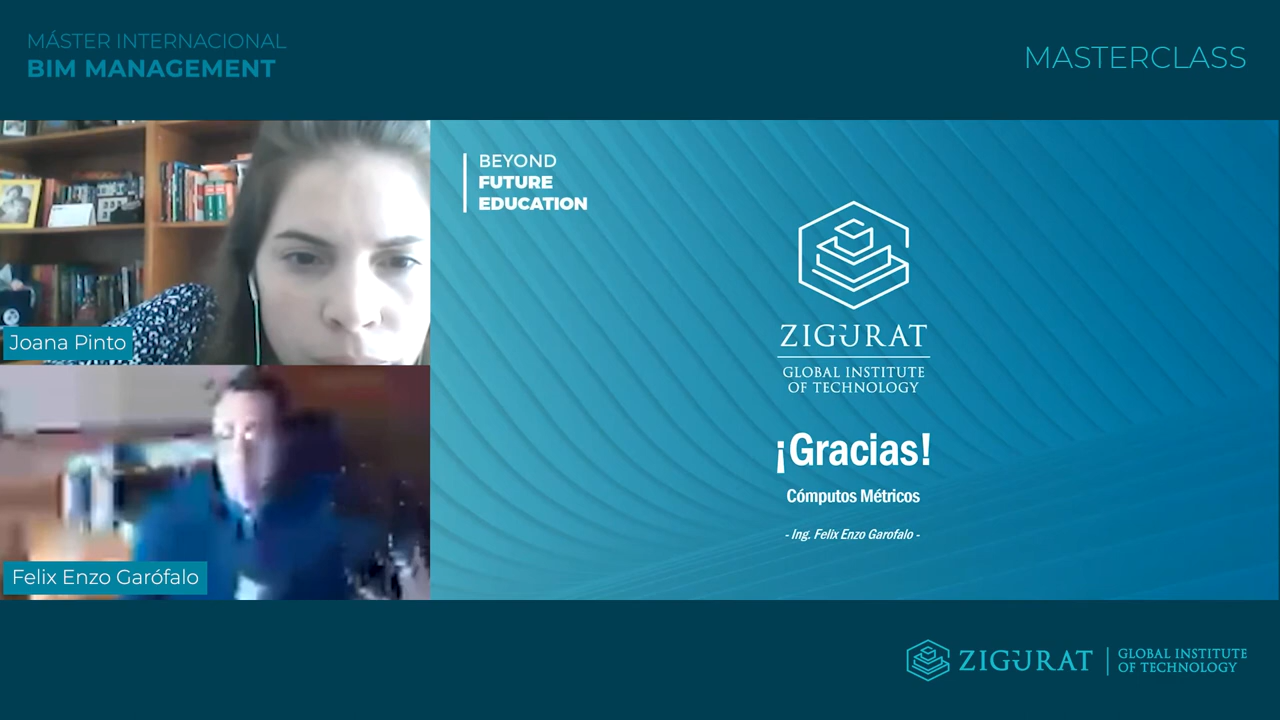 MÁSTER INTERNACIONAL
BIM MANAGEMENT
MASTERCLASS
Joana Pinto
Felix Enzo Garófalo
BEYOND
FUTURE
EDUCATION
ZIGURAT
GLOBAL INSTITUTE
OF TECHNOLOGY
¡Gracias!
Cómputos Métricos
- Ing. Felix Enzo Garofalo -
ZIGURAT
GLOBAL INSTITUTE
OF TECHNOLOGY